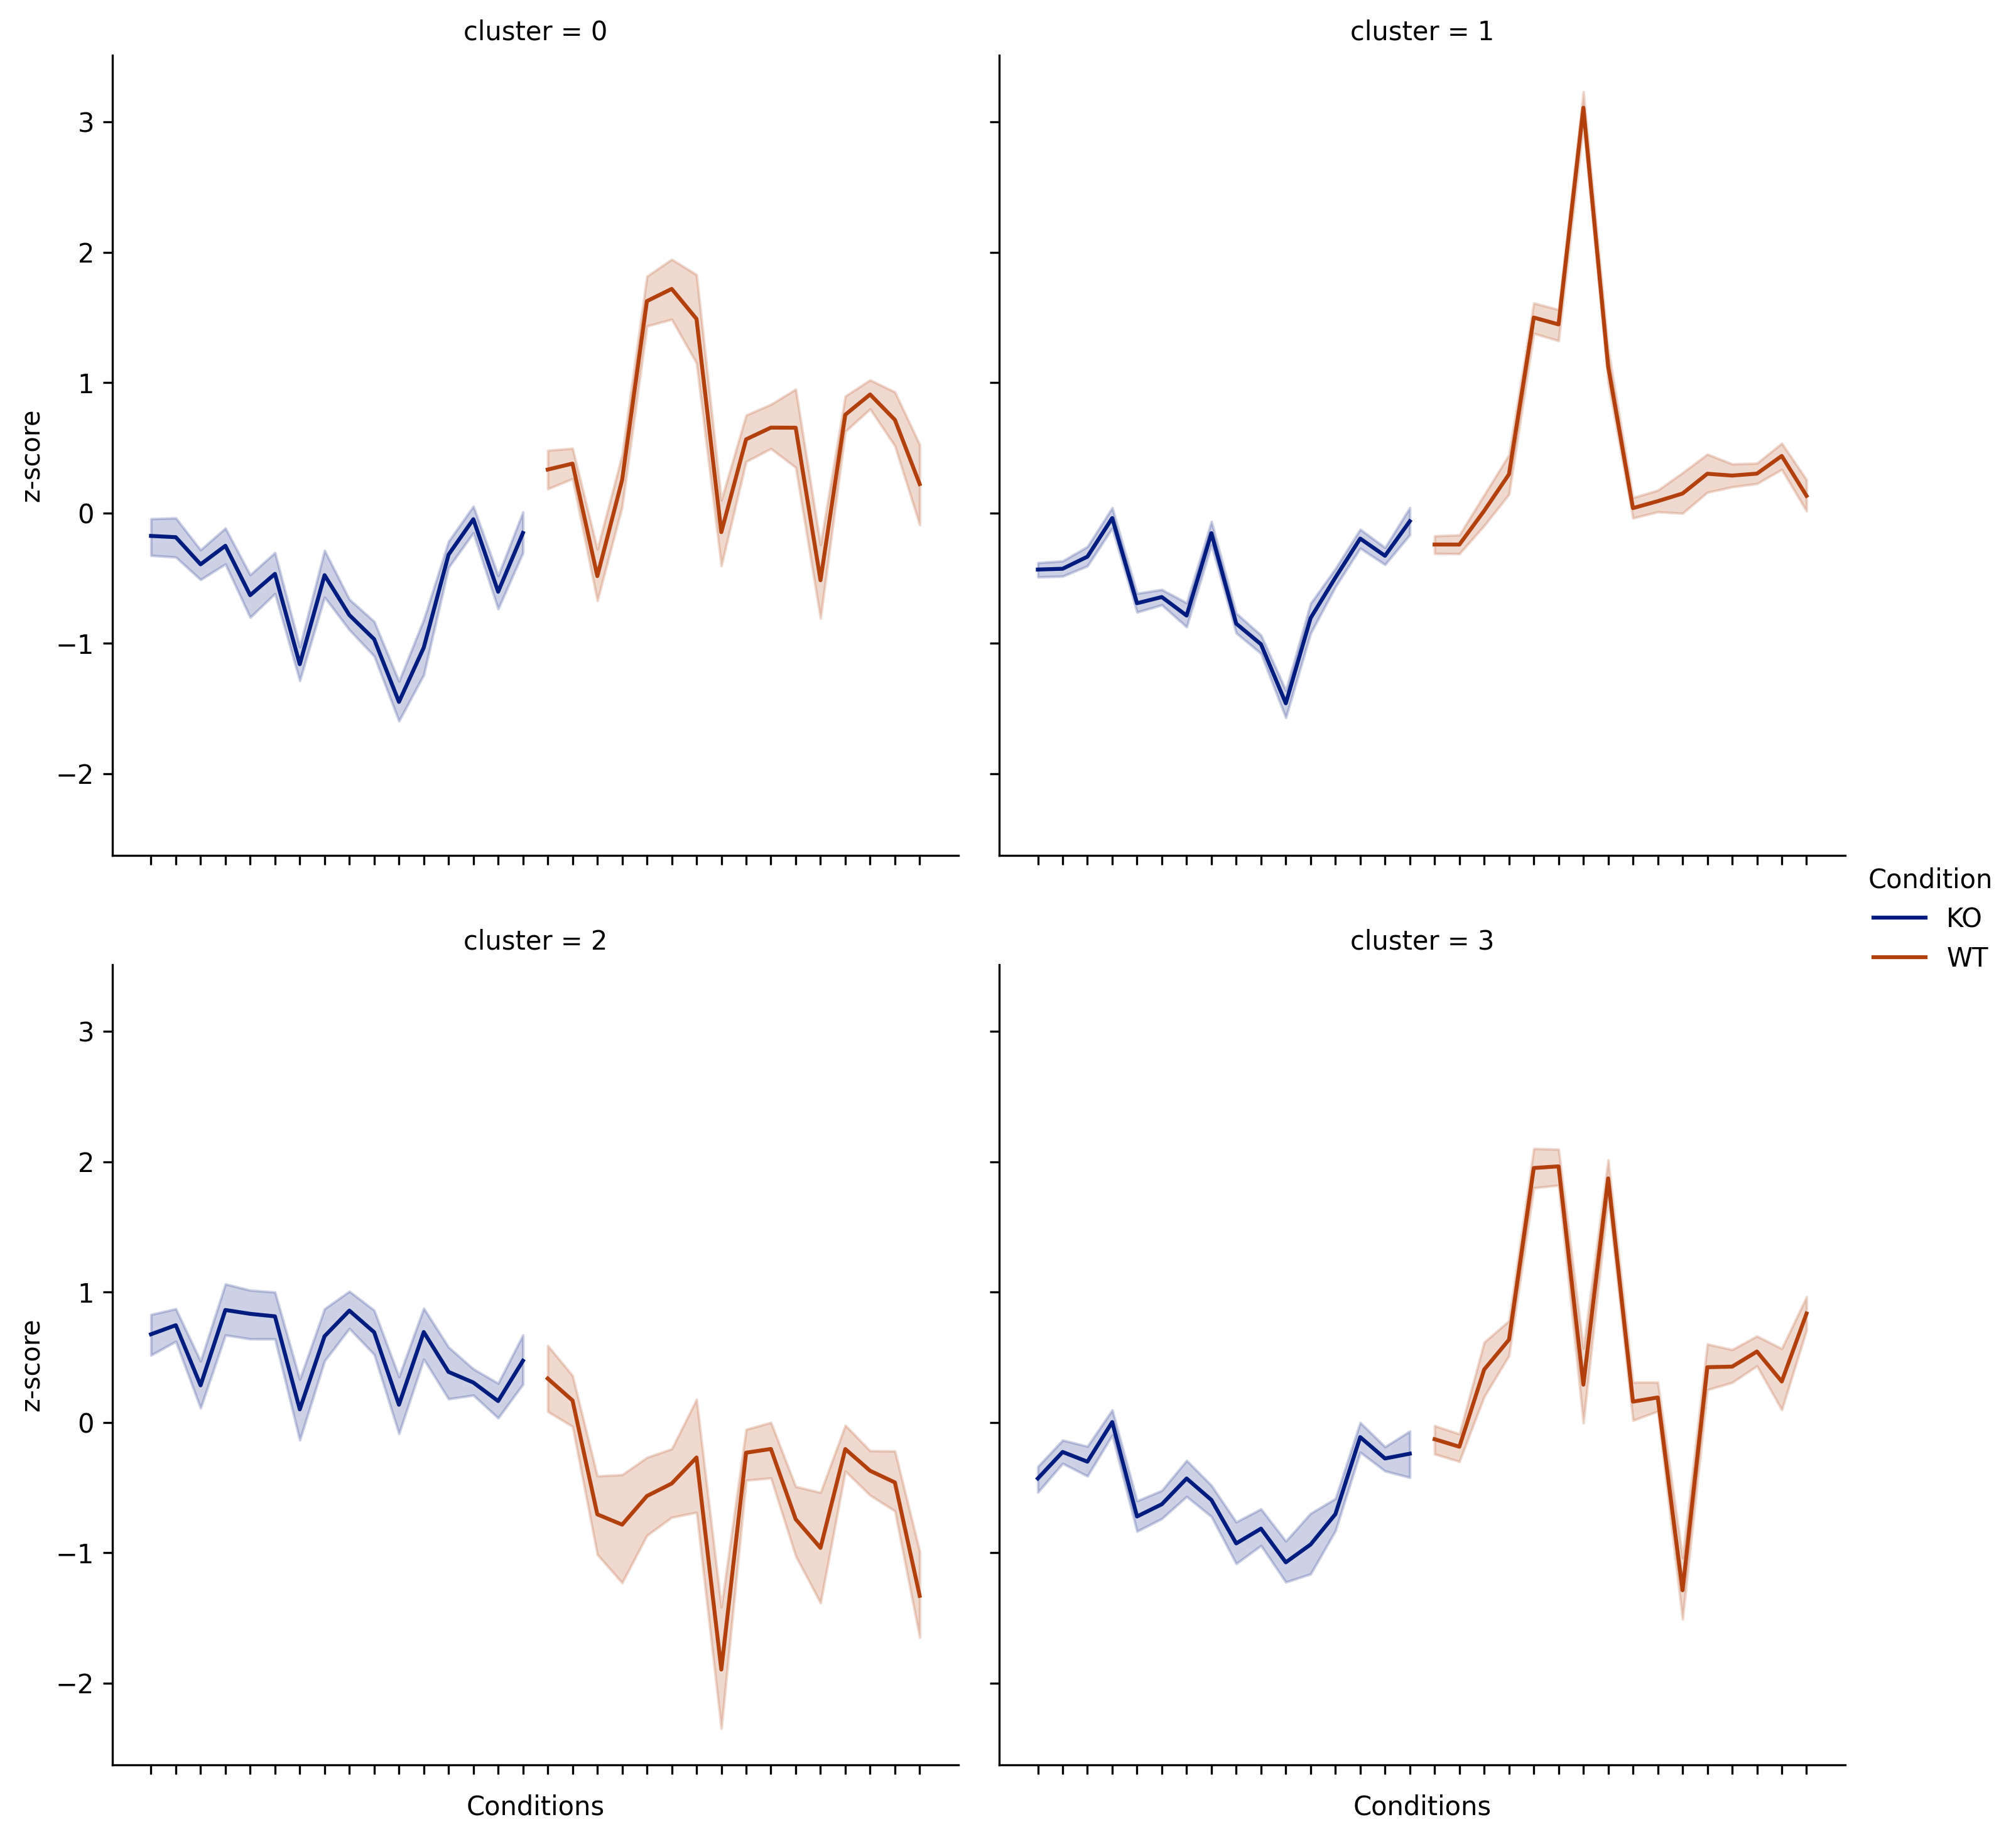 cluster = 0
cluster = 1
3
2
1
0
−1
−2
z-score
Condition
KO
WT
cluster = 2
cluster = 3
3
2
1
0
−1
−2
z-score
Conditions
Conditions